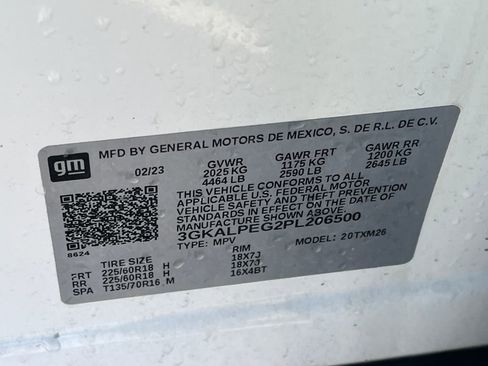 gm
MFD BY GENERAL MOTORS DE MEXICO, S. DE R.L. DE C.V.
02/23 GVWR GAWR FRT GAWR RR
2025 KG 1175 KG 1200 KG
4464 LB 2590 LB 2645 LB
THIS VEHICLE CONFORMS TO ALL
APPLICABLE U.S. FEDERAL MOTOR
VEHICLE SAFETY AND THEFT PREVENTION
STANDARDS IN EFFECT ON THE DATE OF
MANUFACTURE SHOWN ABOVE.
3GKALPEG2PL206500
8624
TYPE: MPV MODEL: 20TXM26
TIRE SIZE RIM
FRT 225/60R18 H 18X7J
RR 225/60R18 H 18X7J
SPA T135/70R16 M 16X4BT